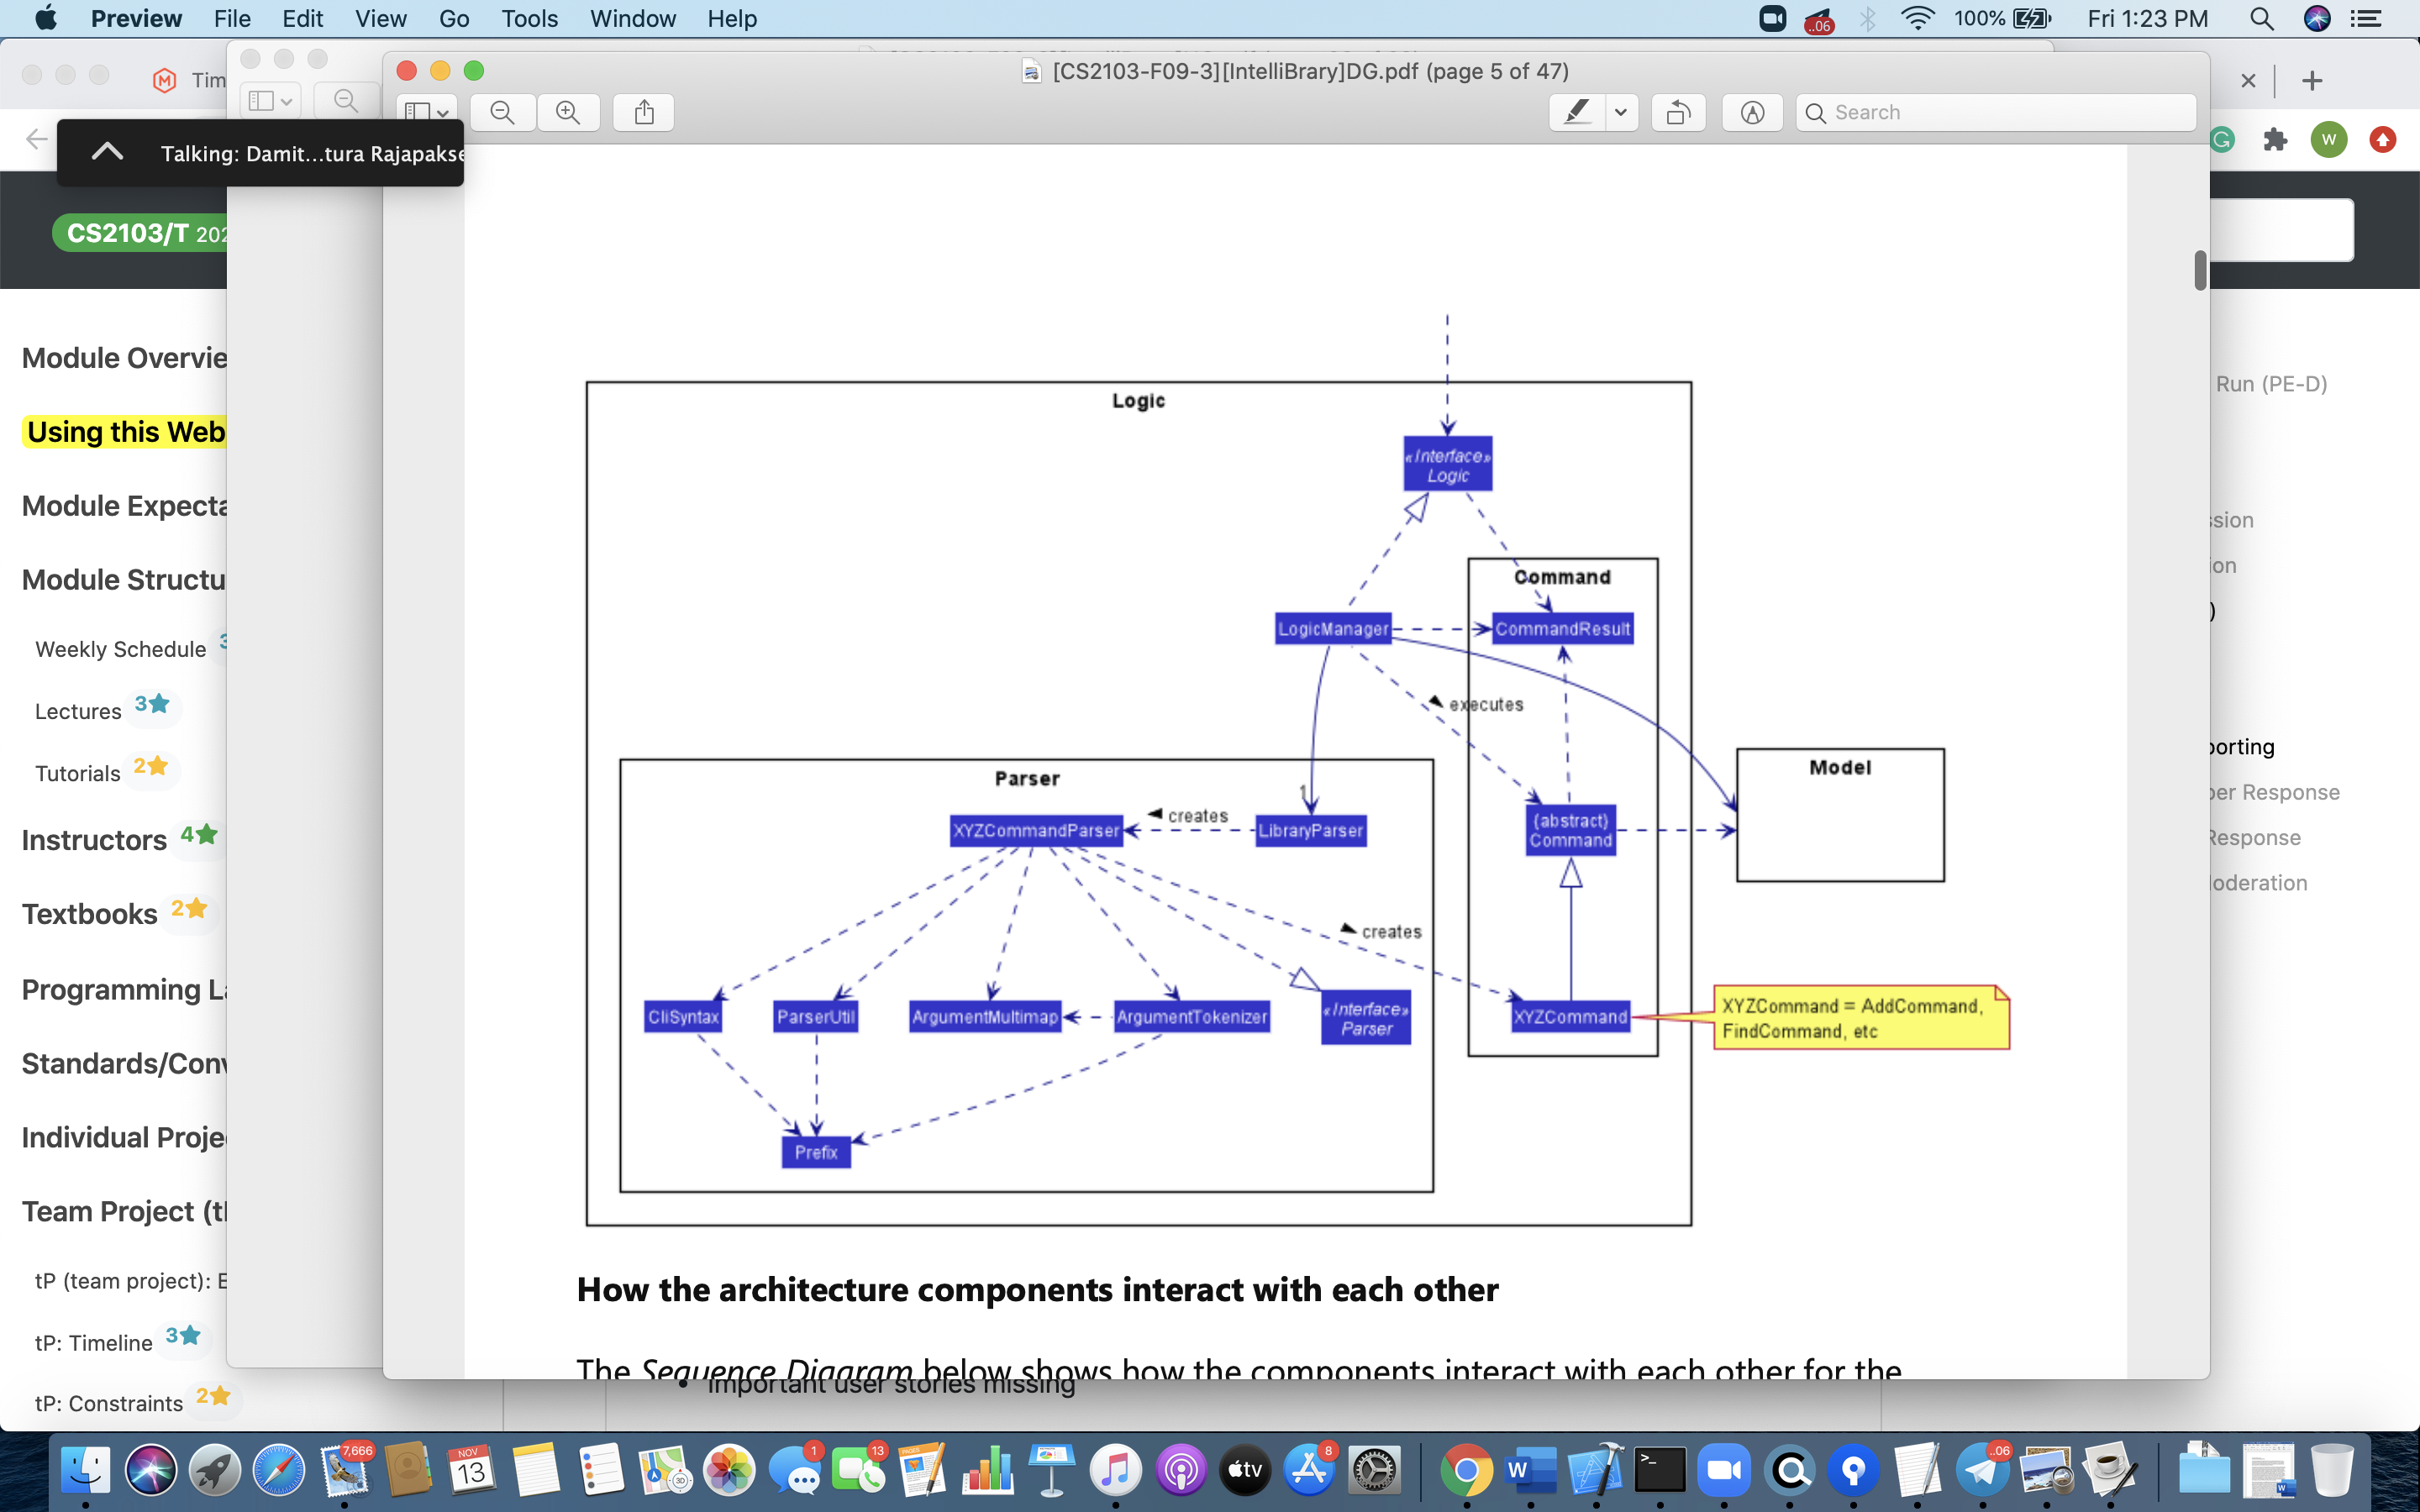 Preview File Edit View Go Tools Window Help
..06
100%
Fri 1:23 PM
Tim
[CS2103-F09-3][IntelliBrary]DG.pdf (page 5 of 47)
Search
Talking: Damit...tura Rajapakse
W
CS2103/T 202
Module Overvie
Using this Web
Module Expecta
Module Structu
Weekly Schedule 3
Lectures 3
Tutorials 2
Instructors 4
Textbooks 2
Programming La
Standards/Conv
Individual Proje
Team Project (t
tP (team project): E
tP: Timeline 3
tP: Constraints 2
Logic
«Interface»
Logic
Command
LogicManager
CommandResult
executes
Model
Parser
1
XYZCommandParser
creates
LibraryParser
{abstract}
Command
creates
CliSyntax
ParserUtil
ArgumentMultimap
ArgumentTokenizer
«Interface»
Parser
XYZCommand
XYZCommand = AddCommand,
FindCommand, etc
Prefix
How the architecture components interact with each other
The Sequence Diagram below shows how the components interact with each other for the
• Important user stories missing
Run (PE-D)
ssion
ion
)
porting
per Response
Response
loderation
7,666
NOV
13
1
13
PAGES
tv
8
W
..06